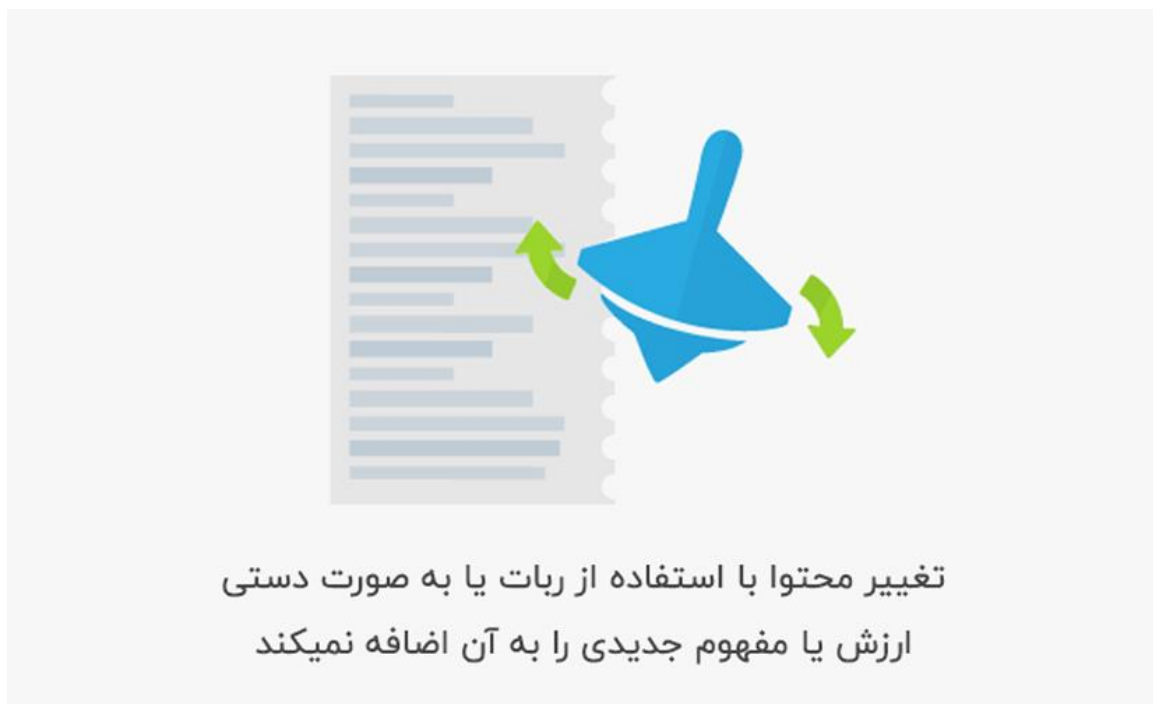 تغییر محتوا با استفاده از ربات یا به صورت دستی
ارزش یا مفهوم جدیدی را به آن اضافه نمیکند